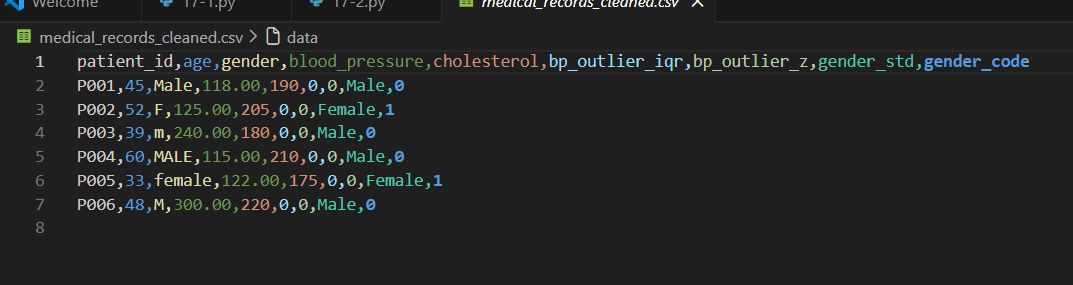 Welcome 17-1.py 17-2.py medical_records_cleaned.csv
medical_records_cleaned.csv > data
1 patient_id,age,gender,blood_pressure,cholesterol,bp_outlier_iqr,bp_outlier_z,gender_std,gender_code
2 P001,45,Male,118.00,190,0,0,Male,0
3 P002,52,F,125.00,205,0,0,Female,1
4 P003,39,m,240.00,180,0,0,Male,0
5 P004,60,MALE,115.00,210,0,0,Male,0
6 P005,33,female,122.00,175,0,0,Female,1
7 P006,48,M,300.00,220,0,0,Male,0
8